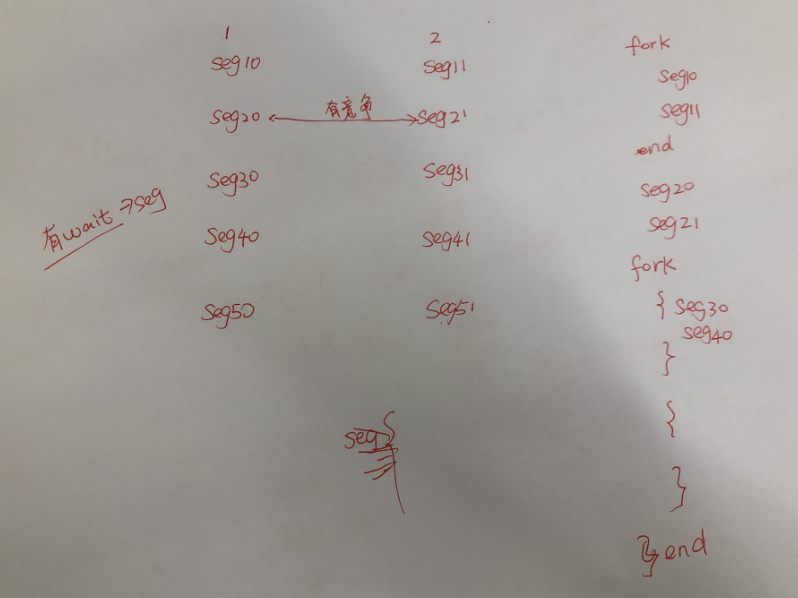 1 2
seg10 seg11
seg20 有竞争 seg21
seg30 seg31
有wait→seg
seg40 seg41
seg50 seg51
seg {
fork
seg10
seg11
end
seg20
seg21
fork
{ seg30
seg40
}
{
}
end